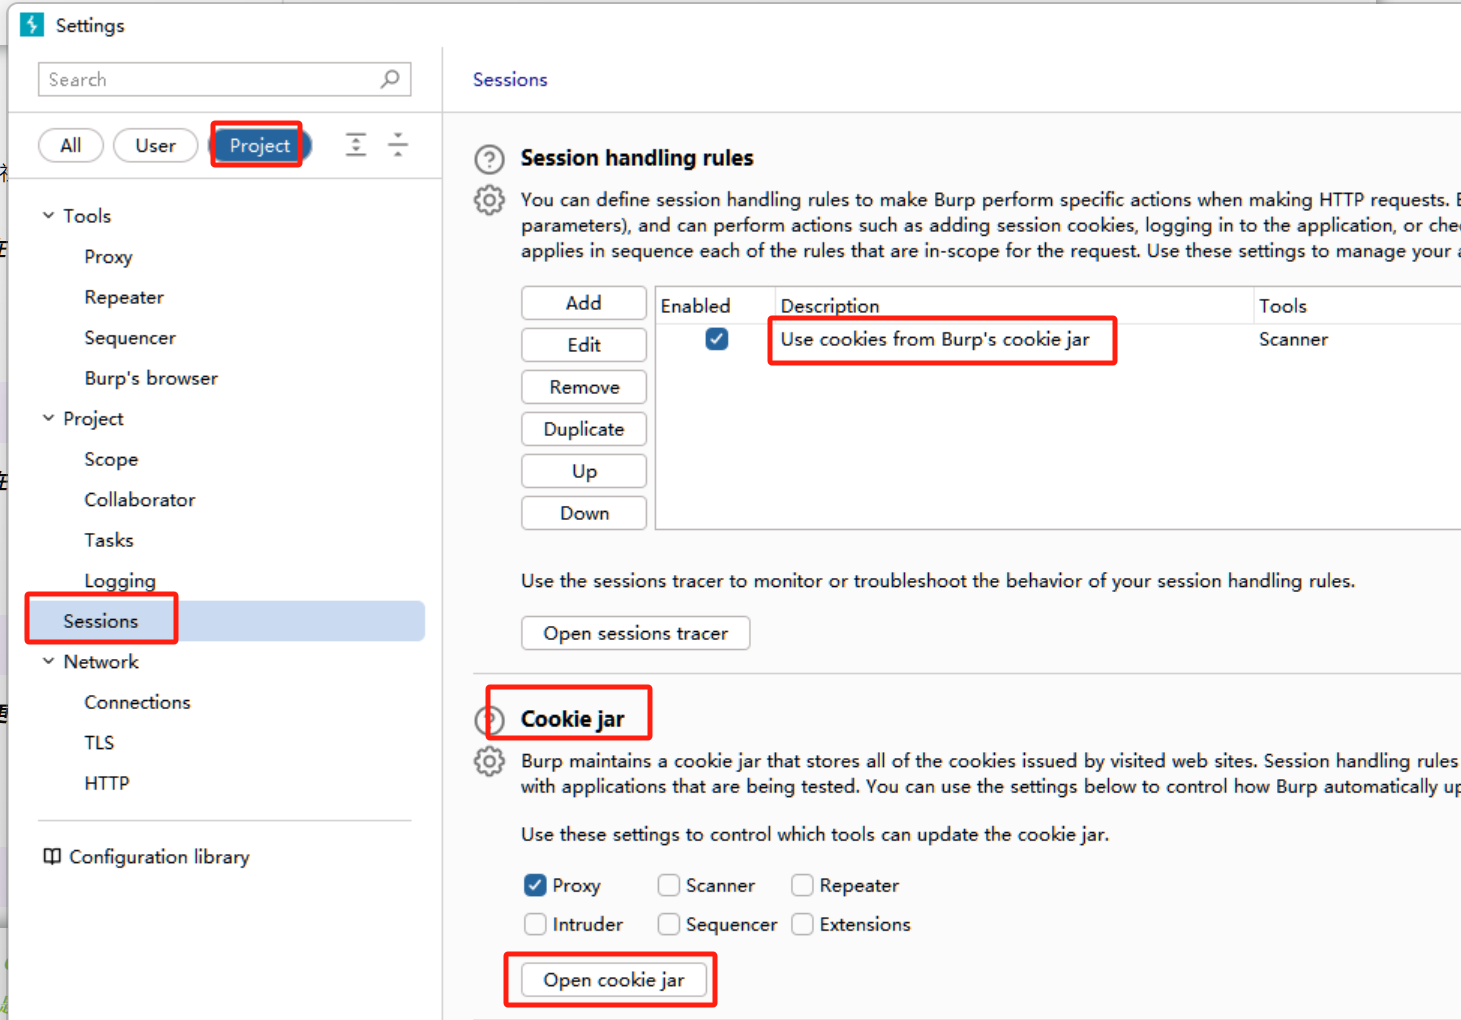 Settings
Search
Sessions
All User Project
Tools
Proxy
Repeater
Sequencer
Burp's browser
Project
Scope
Collaborator
Tasks
Logging
Sessions
Network
Connections
TLS
HTTP
Configuration library
Session handling rules
You can define session handling rules to make Burp perform specific actions when making HTTP requests.
parameters), and can perform actions such as adding session cookies, logging in to the application, or
applies in sequence each of the rules that are in-scope for the request. Use these settings to manage your
Add
Edit
Remove
Duplicate
Up
Down
Enabled Description Tools
Use cookies from Burp's cookie jar Scanner
Use the sessions tracer to monitor or troubleshoot the behavior of your session handling rules.
Open sessions tracer
Cookie jar
Burp maintains a cookie jar that stores all of the cookies issued by visited web sites. Session handling rules
with applications that are being tested. You can use the settings below to control how Burp automatically
Use these settings to control which tools can update the cookie jar.
Proxy Scanner Repeater
Intruder Sequencer Extensions
Open cookie jar